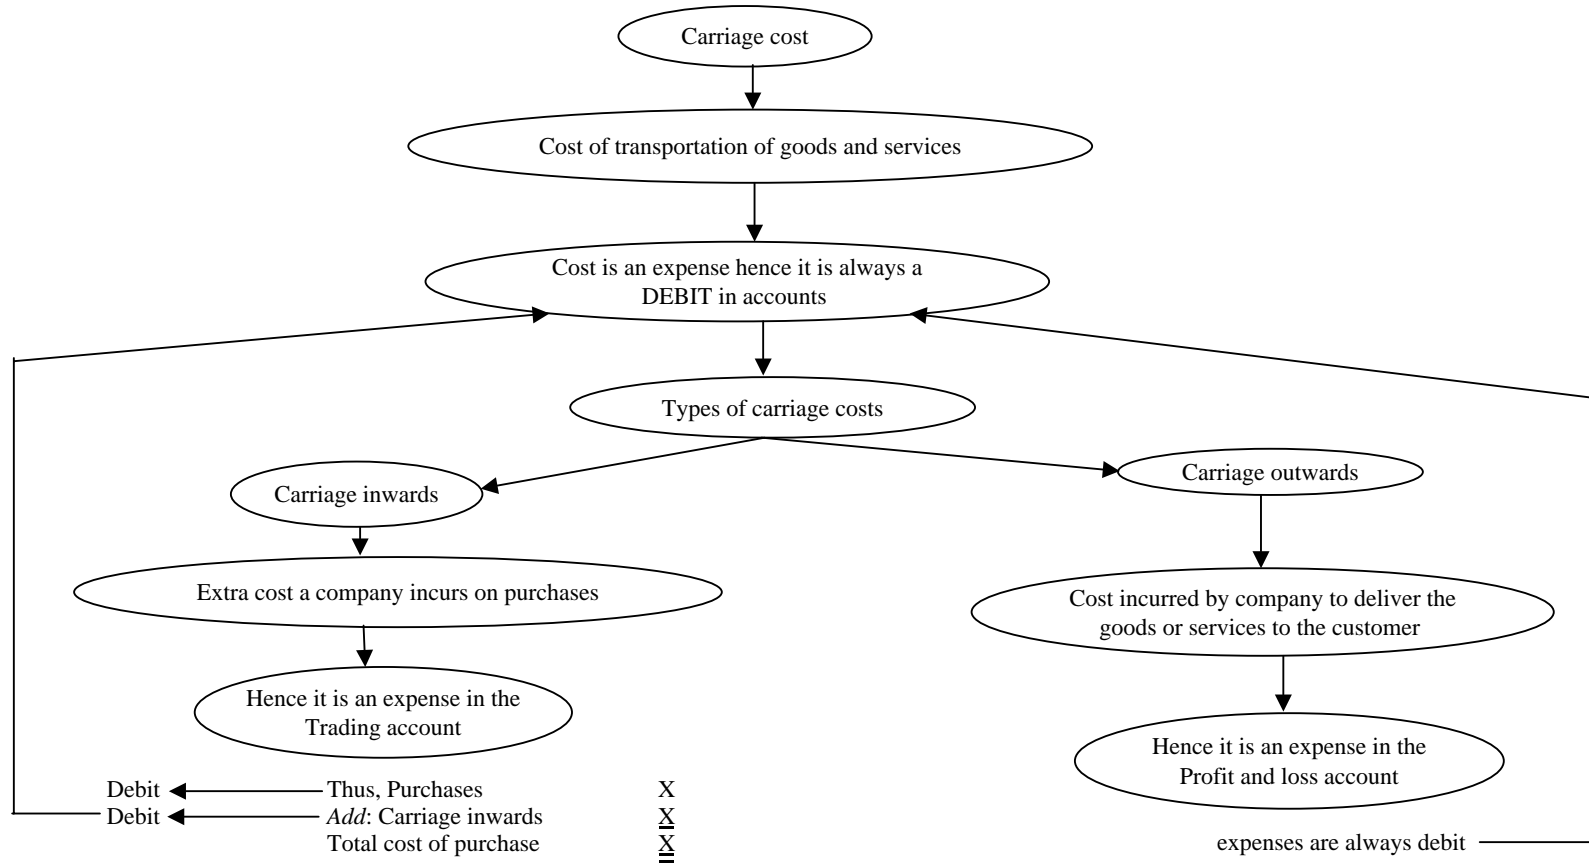 Carriage cost
Cost of transportation of goods and services
Cost is an expense hence it is always a
DEBIT in accounts
Types of carriage costs
Carriage inwards
Carriage outwards
Extra cost a company incurs on purchases
Cost incurred by company to deliver the
goods or services to the customer
Hence it is an expense in the
Trading account
Hence it is an expense in the
Profit and loss account
Debit Thus, Purchases X
Debit Add: Carriage inwards X
Total cost of purchase X
expenses are always debit